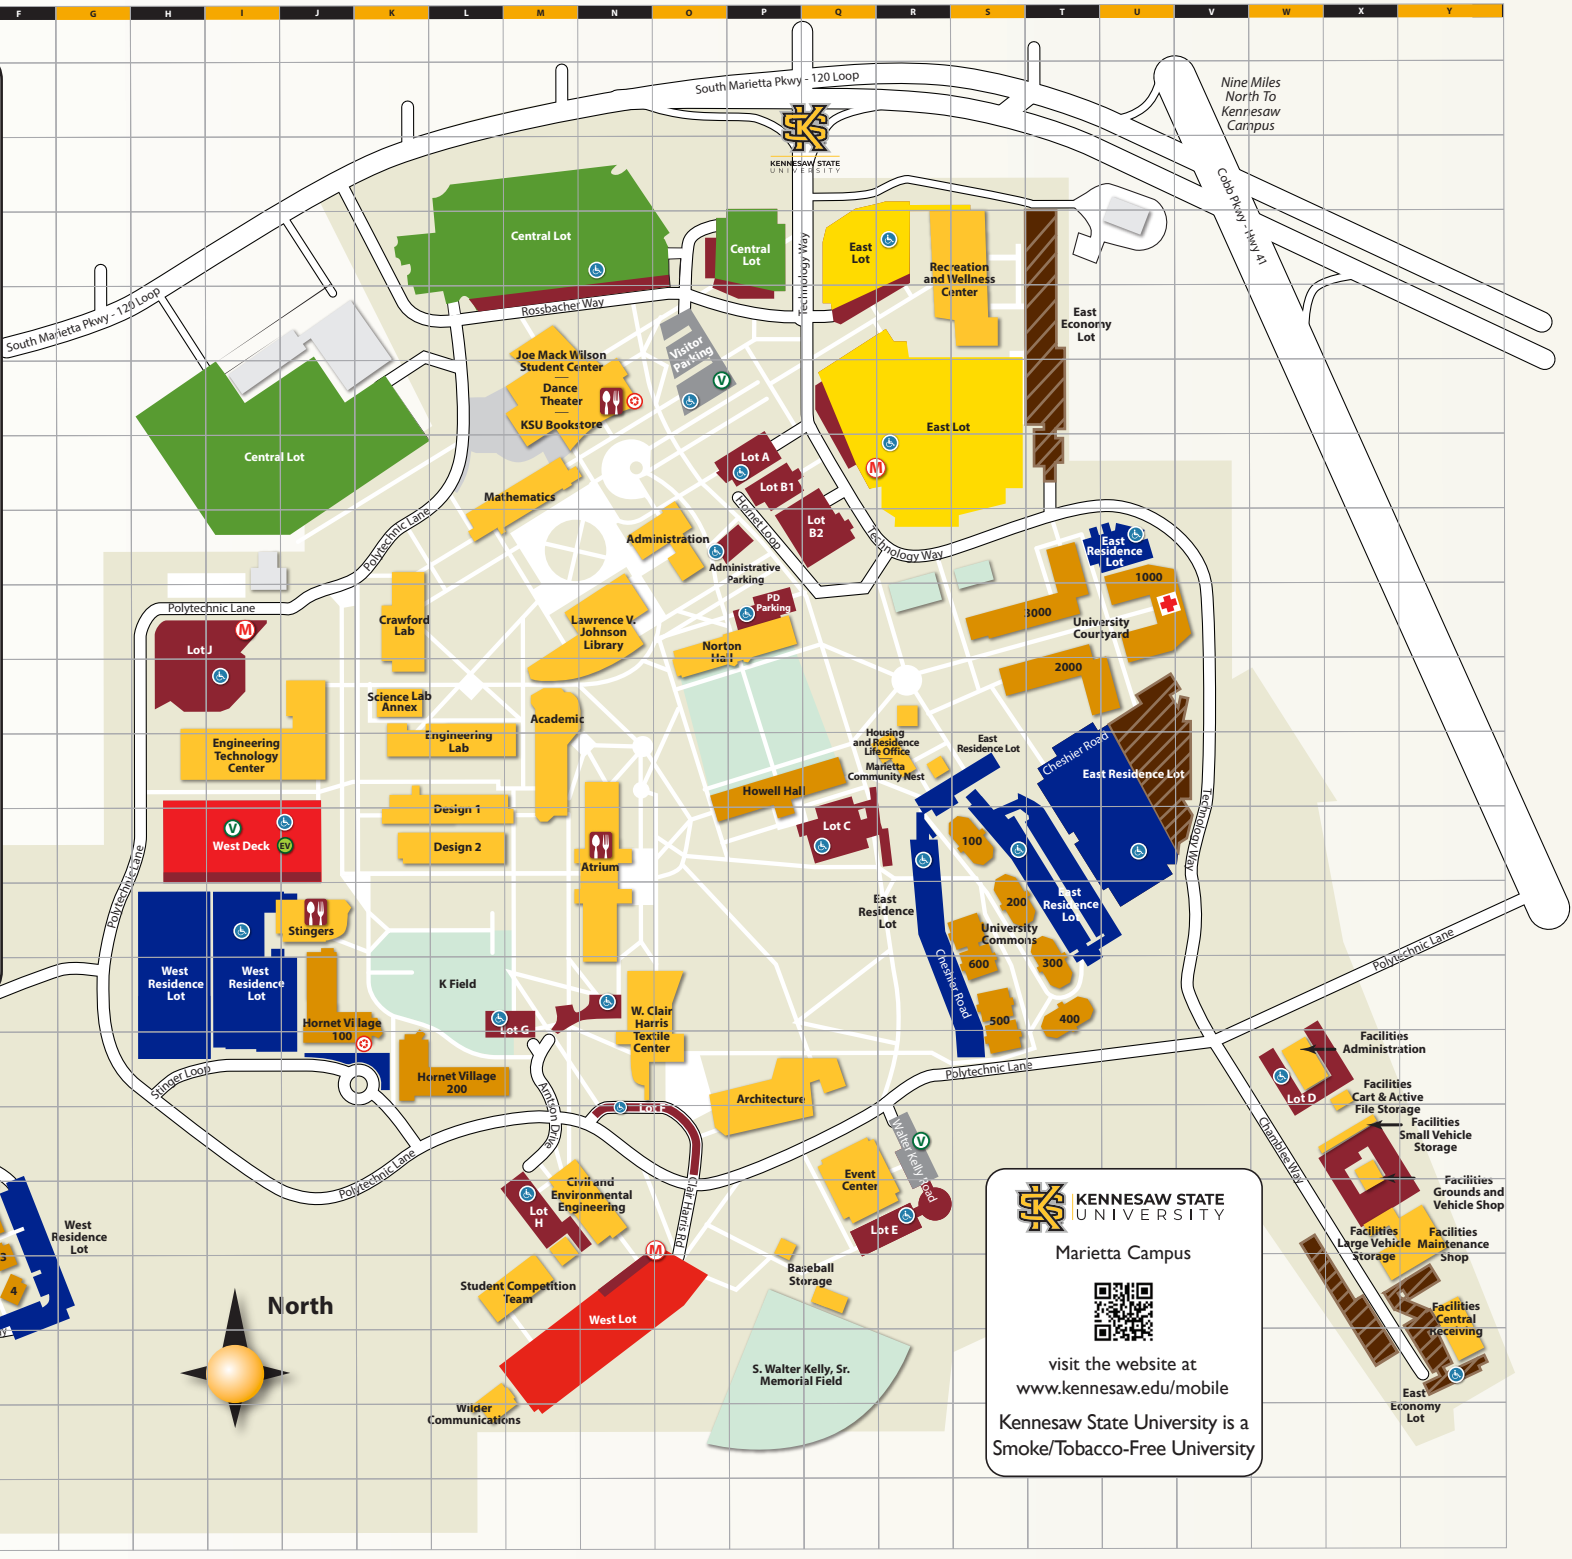 F G H I J K L M N O P Q R S T U V W X Y
South Marietta Pkwy - 120 Loop
Nine Miles
North To
Kennesaw
Campus
KENNESAW STATE
UNIVERSITY
Cobb Pkwy - Hwy 41
Central Lot
Central
Lot
Technology Way
East
Lot
Recreation
and Wellness
Center
South Marietta Pkwy - 120 Loop
Rossbacher Way
East
Economy
Lot
Visitor
Parking
V
Joe Mack Wilson
Student Center
Dance
Theater
KSU Bookstore
East Lot
M
Central Lot
Lot A
Lot B1
Lot
B2
Mathematics
Hornet Loop
Technology Way
Administration
Administrative
Parking
East
Residence
Lot
Polytechnic Lane
Polytechnic Lane
1000
3000
University
Courtyard
2000
PD
Parking
Crawford
Lab
Lawrence V.
Johnson
Library
Norton
Hall
M
Lot J
Science Lab
Annex
Academic
Engineering
Lab
Engineering
Technology
Center
Housing
and Residence
Life Office
Marietta
Community Nest
East
Residence Lot
Cheshier Road
East Residence Lot
Howell Hall
Technology Way
Design 1
Design 2
Lot C
100
V
West Deck
EV
Atrium
Polytechnic Lane
200
East
Residence
Lot
East
Residence
Lot
University
Commons
Stingers
600
300
Cheshier Road
Polytechnic Lane
West
Residence
Lot
West
Residence
Lot
K Field
500
400
Hornet Village
100
Lot G
W. Clair
Harris
Textile
Center
Facilities
Administration
Polytechnic Lane
Stinger Loop
Hornet Village
200
Arntson Drive
Lot F
Architecture
Lot D
Facilities
Cart & Active
File Storage
Facilities
Small Vehicle
Storage
Chamblee Way
Walter Kelly Road
V
Polytechnic Lane
Event
Center
Lot E
Civil and
Environmental
Engineering
Lot
H
Clair Harris Rd
Facilities
Grounds and
Vehicle Shop
Facilities
Large Vehicle
Storage
Facilities
Maintenance
Shop
West
Residence
Lot
4
M
Baseball
Storage
Student Competition
Team
West Lot
Facilities
Central
Receiving
North
S. Walter Kelly, Sr.
Memorial Field
Wilder
Communications
East
Economy
Lot
KENNESAW STATE
UNIVERSITY
Marietta Campus
visit the website at
www.kennesaw.edu/mobile
Kennesaw State University is a
Smoke/Tobacco-Free University